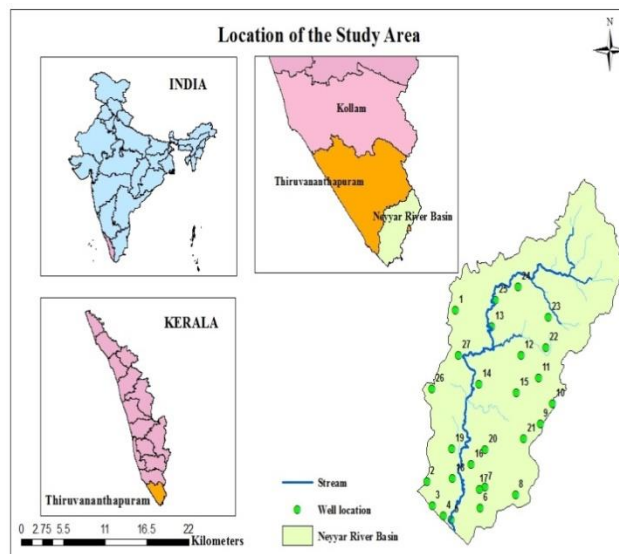 Location of the Study Area
N
INDIA
Kollam
Thiruvananthapuram
Neyyar River Basin
KERALA
Thiruvananthapuram
0 2.75 5.5 11 16.5 22
Kilometers
24
25
1
23
13
22
27
12
11
14
26
15
10
9
21
19
20
16
2
18
17 7
8
3
4
5
6
Stream
Well location
Neyyar River Basin